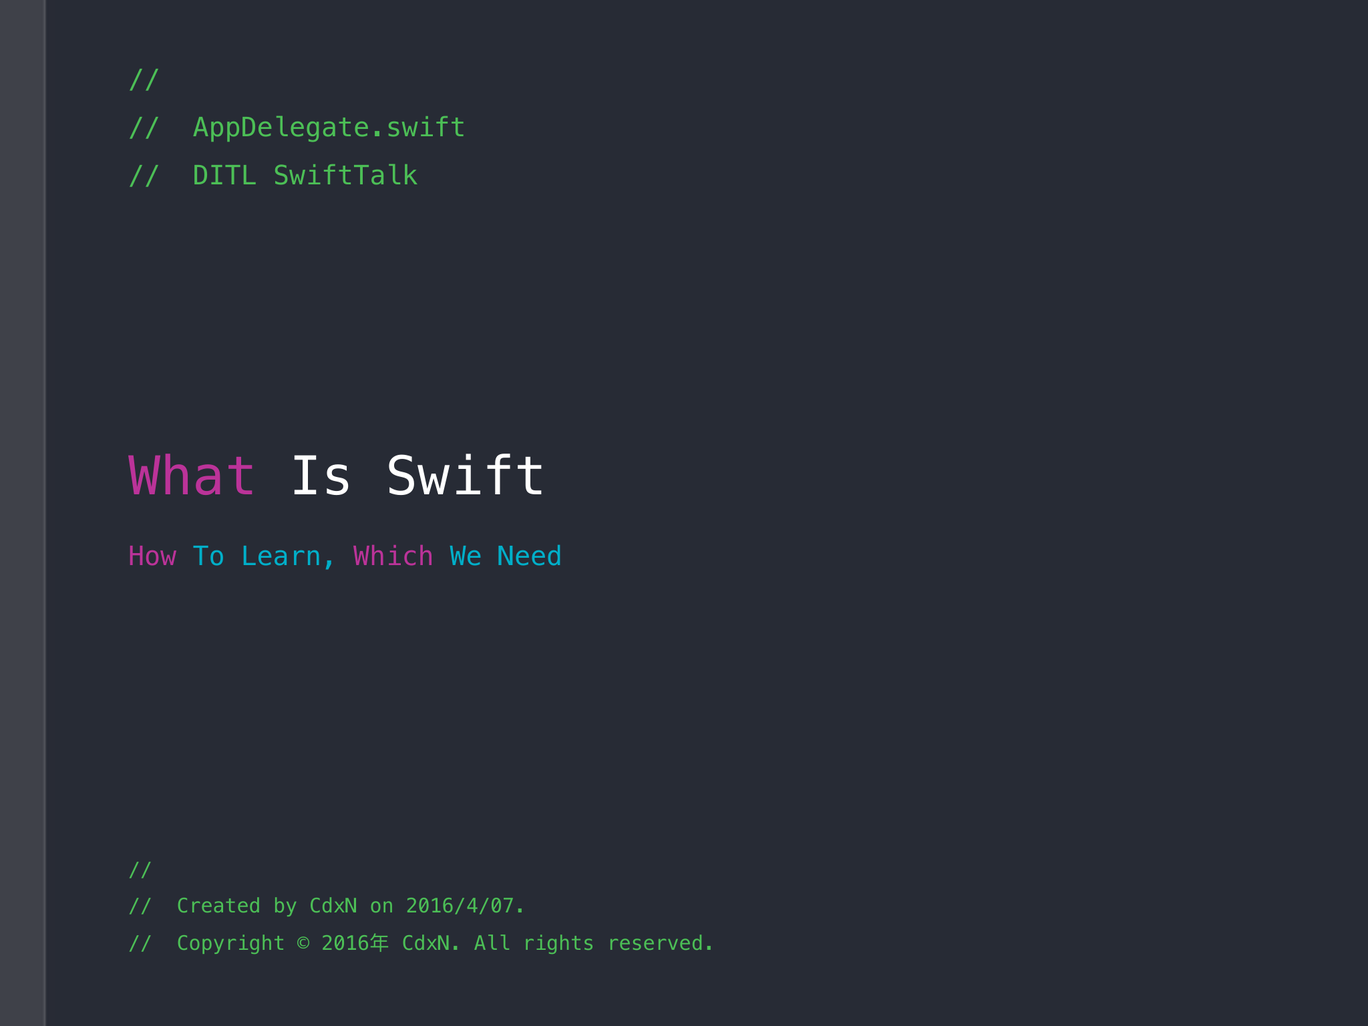 //
//  AppDelegate.swift
//  DITL SwiftTalk
What Is Swift
How To Learn, Which We Need
//
//  Created by CdxN on 2016/4/07.
//  Copyright © 2016年 CdxN. All rights reserved.